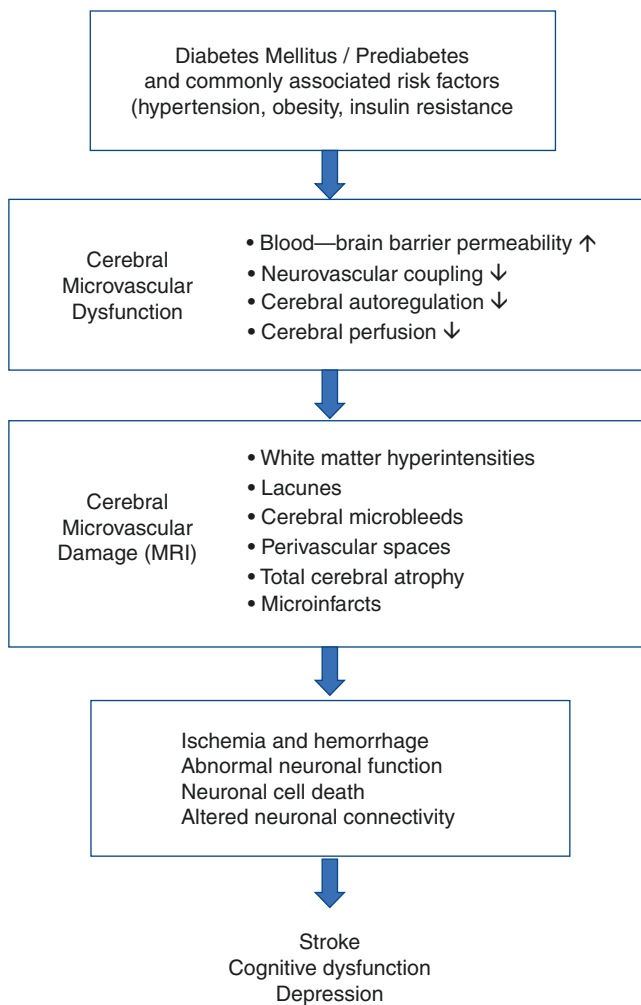 Diabetes Mellitus / Prediabetes
and commonly associated risk factors
(hypertension, obesity, insulin resistance
Cerebral
Microvascular
Dysfunction
• Blood—brain barrier permeability ↑
• Neurovascular coupling ↓
• Cerebral autoregulation ↓
• Cerebral perfusion ↓
Cerebral
Microvascular
Damage (MRI)
• White matter hyperintensities
• Lacunes
• Cerebral microbleeds
• Perivascular spaces
• Total cerebral atrophy
• Microinfarcts
Ischemia and hemorrhage
Abnormal neuronal function
Neuronal cell death
Altered neuronal connectivity
Stroke
Cognitive dysfunction
Depression